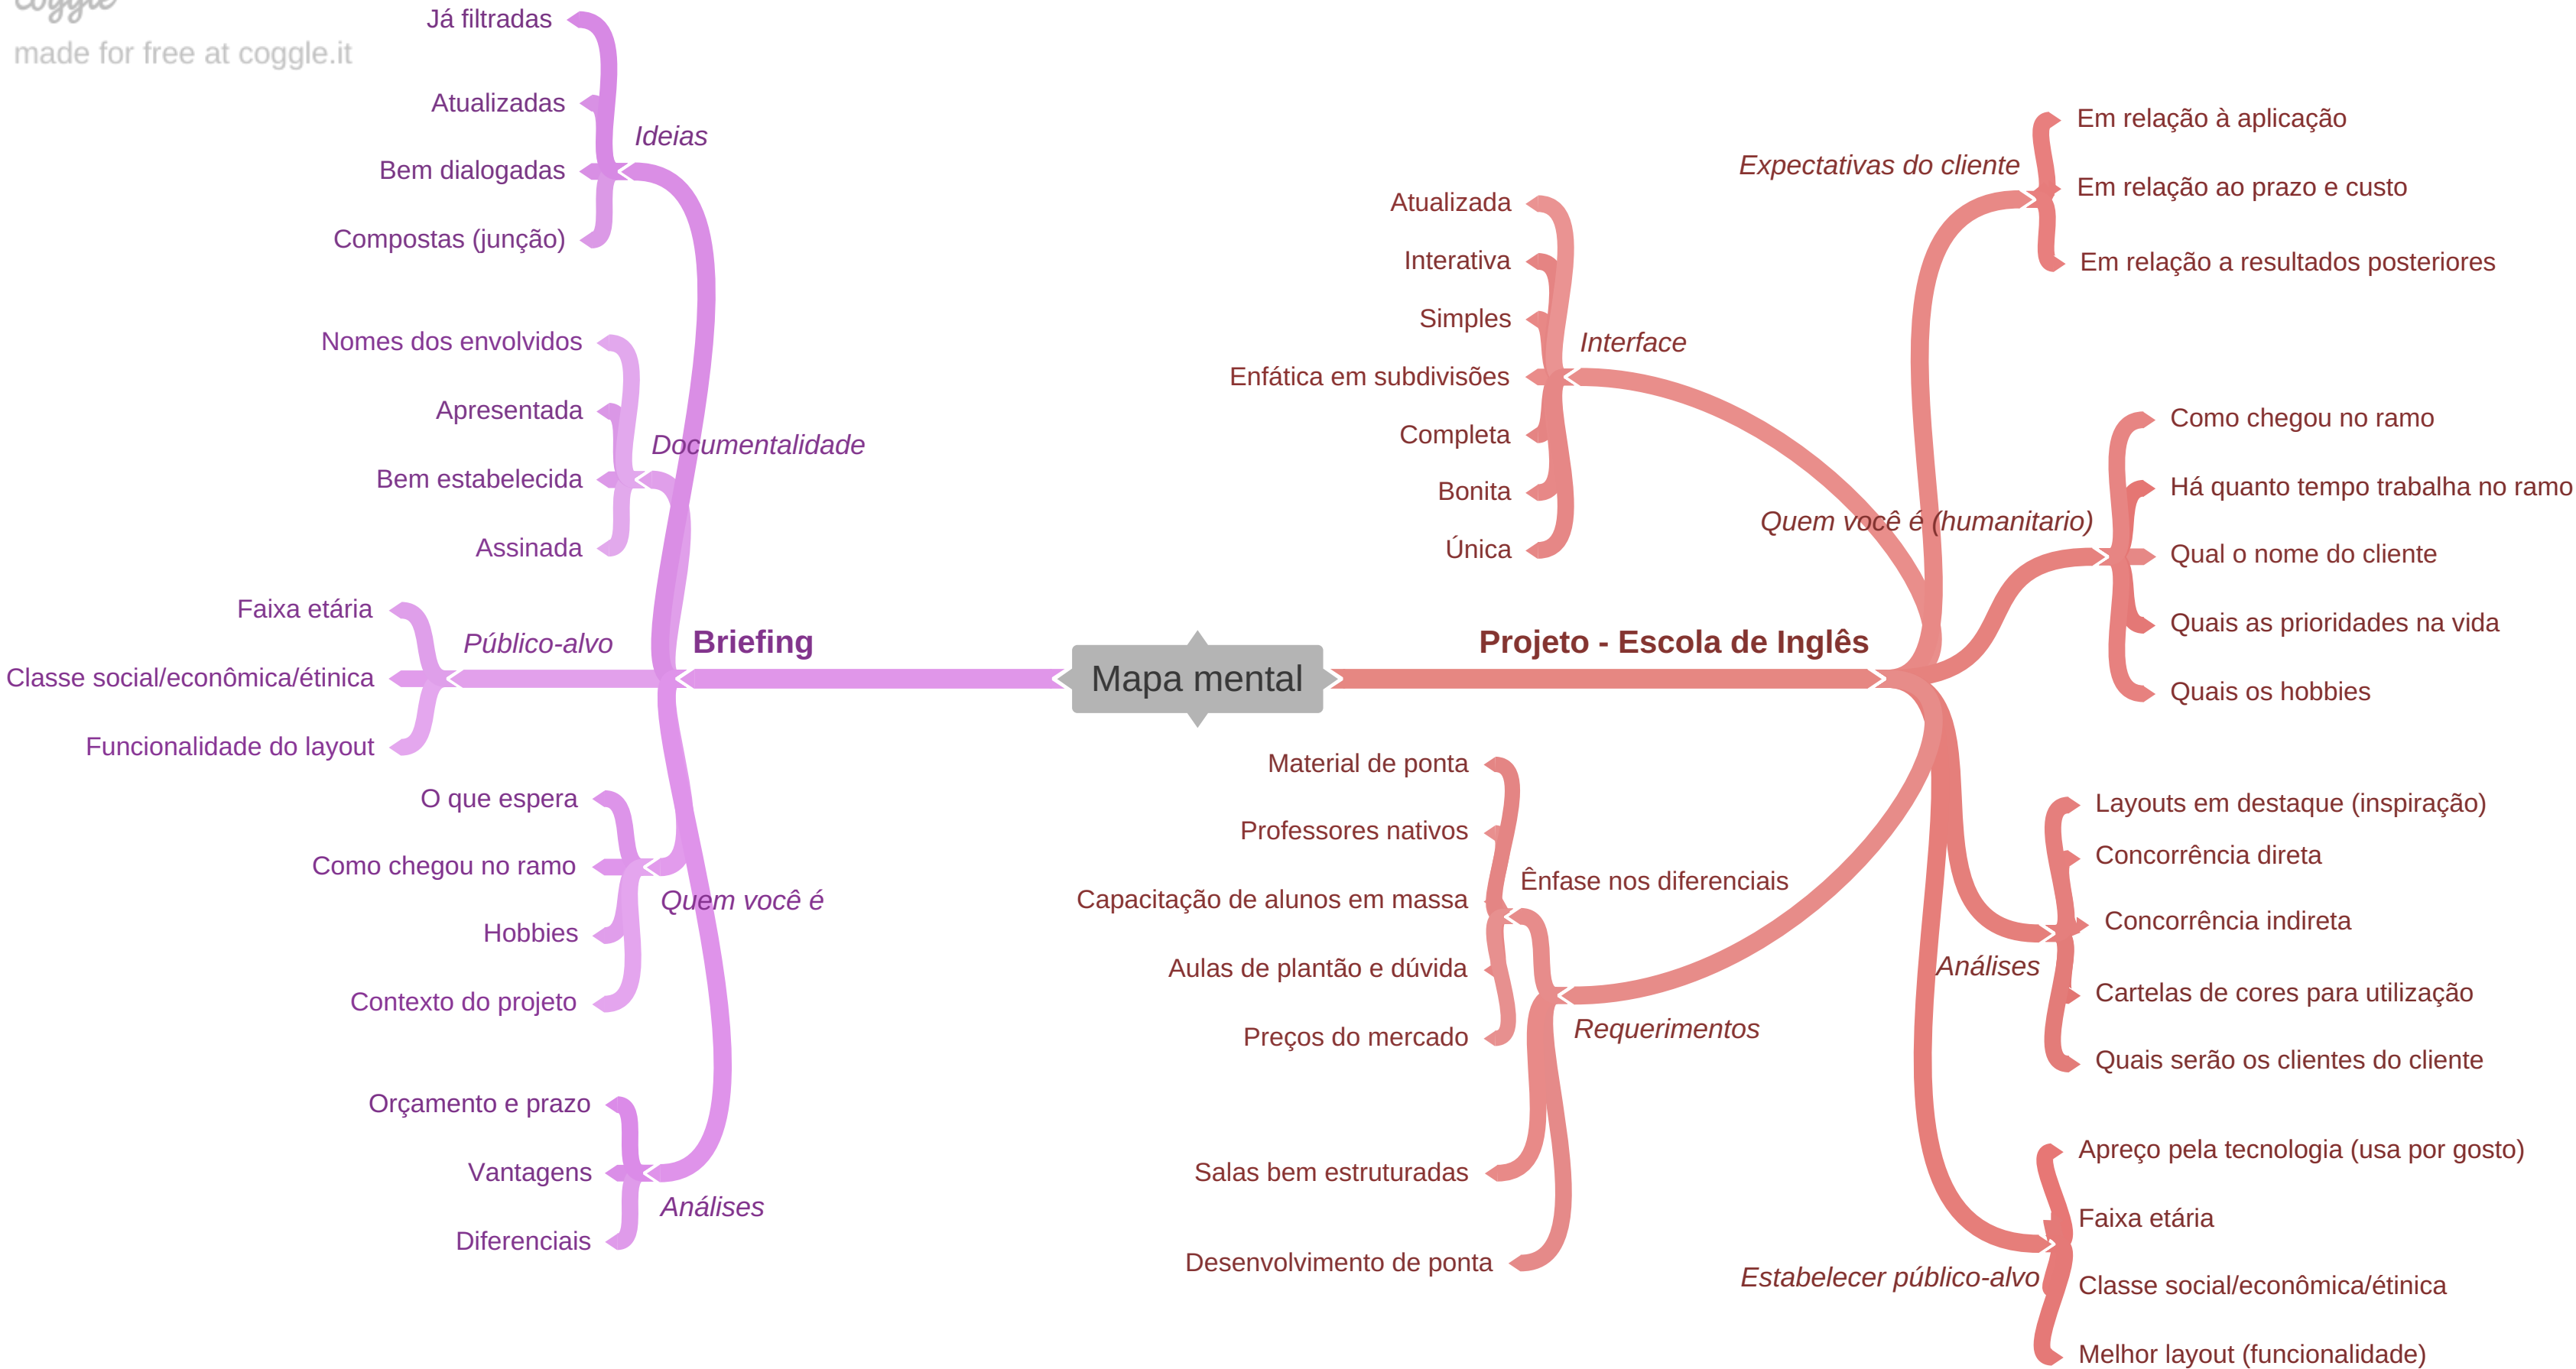 coggle
made for free at coggle.it
Mapa mental
Briefing
Ideias
Já filtradas
Atualizadas
Bem dialogadas
Compostas (junção)
Documentalidade
Nomes dos envolvidos
Apresentada
Bem estabelecida
Assinada
Público-alvo
Faixa etária
Classe social/econômica/étinica
Funcionalidade do layout
Quem você é
O que espera
Como chegou no ramo
Hobbies
Contexto do projeto
Análises
Orçamento e prazo
Vantagens
Diferenciais
Projeto - Escola de Inglês
Expectativas do cliente
Em relação à aplicação
Em relação ao prazo e custo
Em relação a resultados posteriores
Interface
Atualizada
Interativa
Simples
Enfática em subdivisões
Completa
Bonita
Única
Quem você é (humanitario)
Como chegou no ramo
Há quanto tempo trabalha no ramo
Qual o nome do cliente
Quais as prioridades na vida
Quais os hobbies
Requerimentos
Ênfase nos diferenciais
Material de ponta
Professores nativos
Capacitação de alunos em massa
Aulas de plantão e dúvida
Preços do mercado
Salas bem estruturadas
Desenvolvimento de ponta
Análises
Layouts em destaque (inspiração)
Concorrência direta
Concorrência indireta
Cartelas de cores para utilização
Quais serão os clientes do cliente
Estabelecer público-alvo
Apreço pela tecnologia (usa por gosto)
Faixa etária
Classe social/econômica/étinica
Melhor layout (funcionalidade)